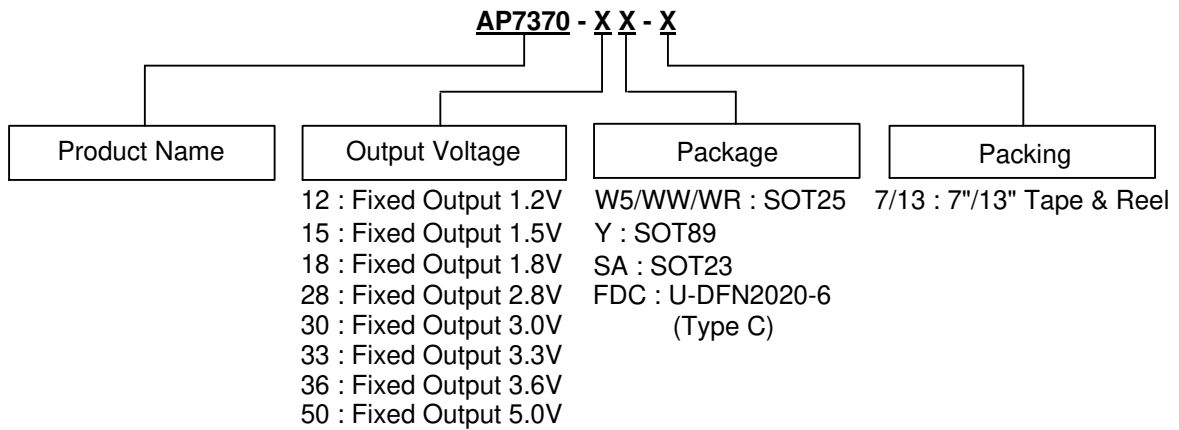 AP7370 - X X - X
Product Name
Output Voltage
Package
Packing
12 : Fixed Output 1.2V
15 : Fixed Output 1.5V
18 : Fixed Output 1.8V
28 : Fixed Output 2.8V
30 : Fixed Output 3.0V
33 : Fixed Output 3.3V
36 : Fixed Output 3.6V
50 : Fixed Output 5.0V
W5/WW/WR : SOT25
Y : SOT89
SA : SOT23
FDC : U-DFN2020-6
(Type C)
7/13 : 7"/13" Tape & Reel